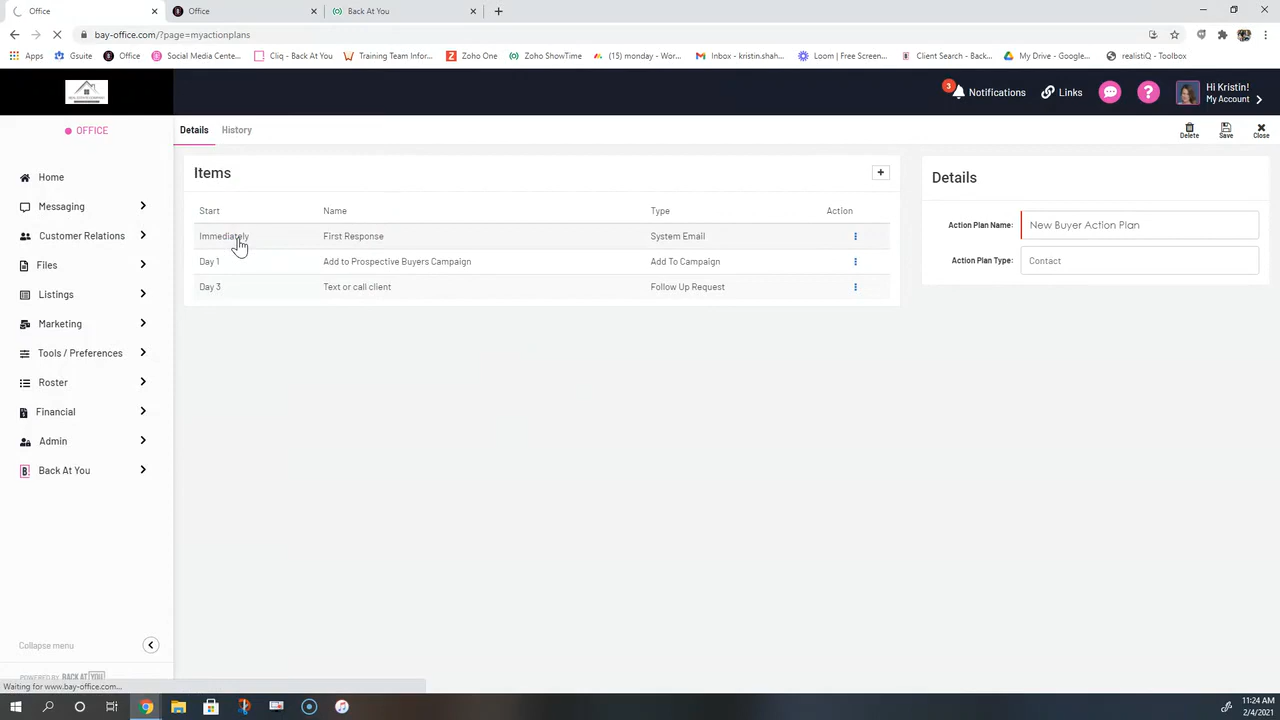 Office
Office
Back At You
bay-office.com/?page=myactionplans
Apps
Gsuite
Office
Social Media Cente...
Cliq - Back At You
Training Team Infor...
Zoho One
Zoho ShowTime
(15) monday - Wor...
Inbox - kristin.shah...
Loom | Free Screen...
Client Search - Back...
My Drive - Google...
realistiQ - Toolbox
3
Notifications
Links
Hi Kristin!
My Account
OFFICE
Details
History
Delete
Save
Close
Home
Messaging
Customer Relations
Files
Listings
Marketing
Tools / Preferences
Roster
Financial
Admin
Back At You
Collapse menu
POWERED BY BACK AT YOU
Items
Start Name Type Action
Immediately First Response System Email
Day 1 Add to Prospective Buyers Campaign Add To Campaign
Day 3 Text or call client Follow Up Request
Details
Action Plan Name: New Buyer Action Plan
Action Plan Type: Contact
Waiting for www.bay-office.com...
11:24 AM
2/4/2021